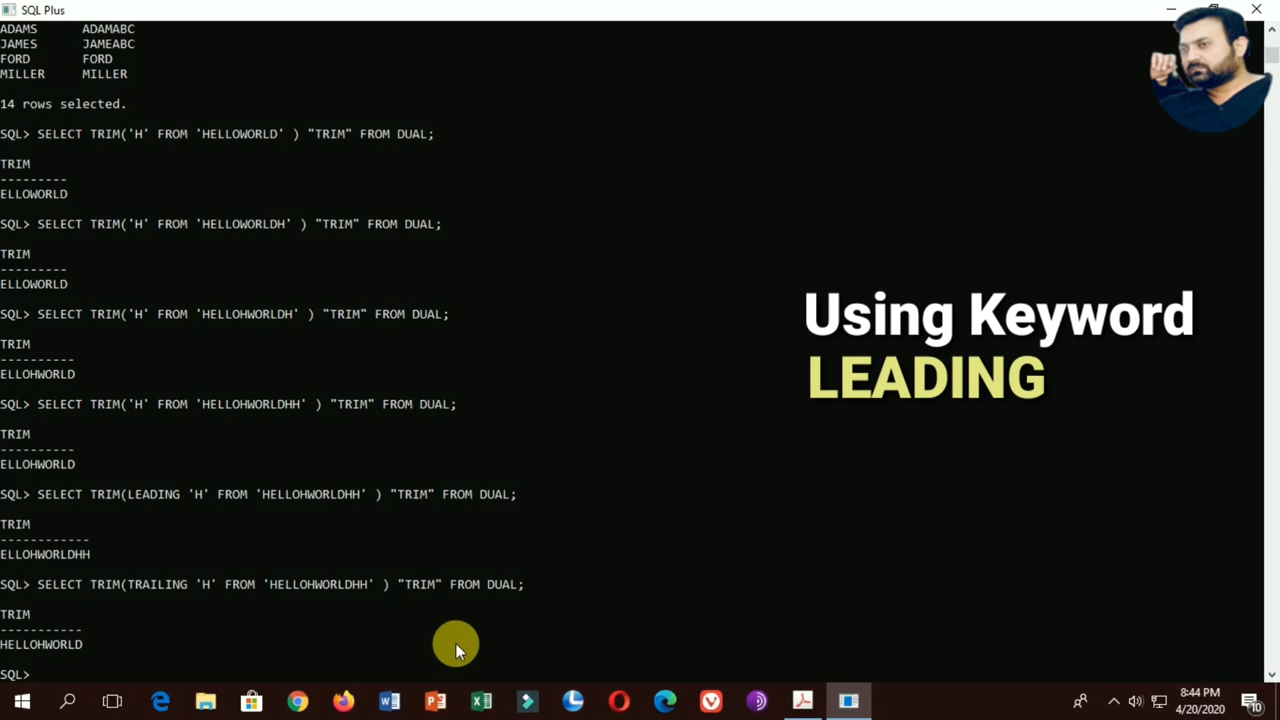 SQL Plus
ADAMS ADAMABC
JAMES JAMEABC
FORD FORD
MILLER MILLER
14 rows selected.
SQL> SELECT TRIM('H' FROM 'HELLOWORLD' ) "TRIM" FROM DUAL;
TRIM
---------
ELLOWORLD
SQL> SELECT TRIM('H' FROM 'HELLOWORLDH' ) "TRIM" FROM DUAL;
TRIM
---------
ELLOWORLD
SQL> SELECT TRIM('H' FROM 'HELLOHWORLDH' ) "TRIM" FROM DUAL;
TRIM
----------
ELLOHWORLD
SQL> SELECT TRIM('H' FROM 'HELLOHWORLDHH' ) "TRIM" FROM DUAL;
TRIM
----------
ELLOHWORLD
SQL> SELECT TRIM(LEADING 'H' FROM 'HELLOHWORLDHH' ) "TRIM" FROM DUAL;
TRIM
------------
ELLOHWORLDHH
SQL> SELECT TRIM(TRAILING 'H' FROM 'HELLOHWORLDHH' ) "TRIM" FROM DUAL;
TRIM
-----------
HELLOHWORLD
SQL>
Using Keyword
LEADING
8:44 PM
4/20/2020
10